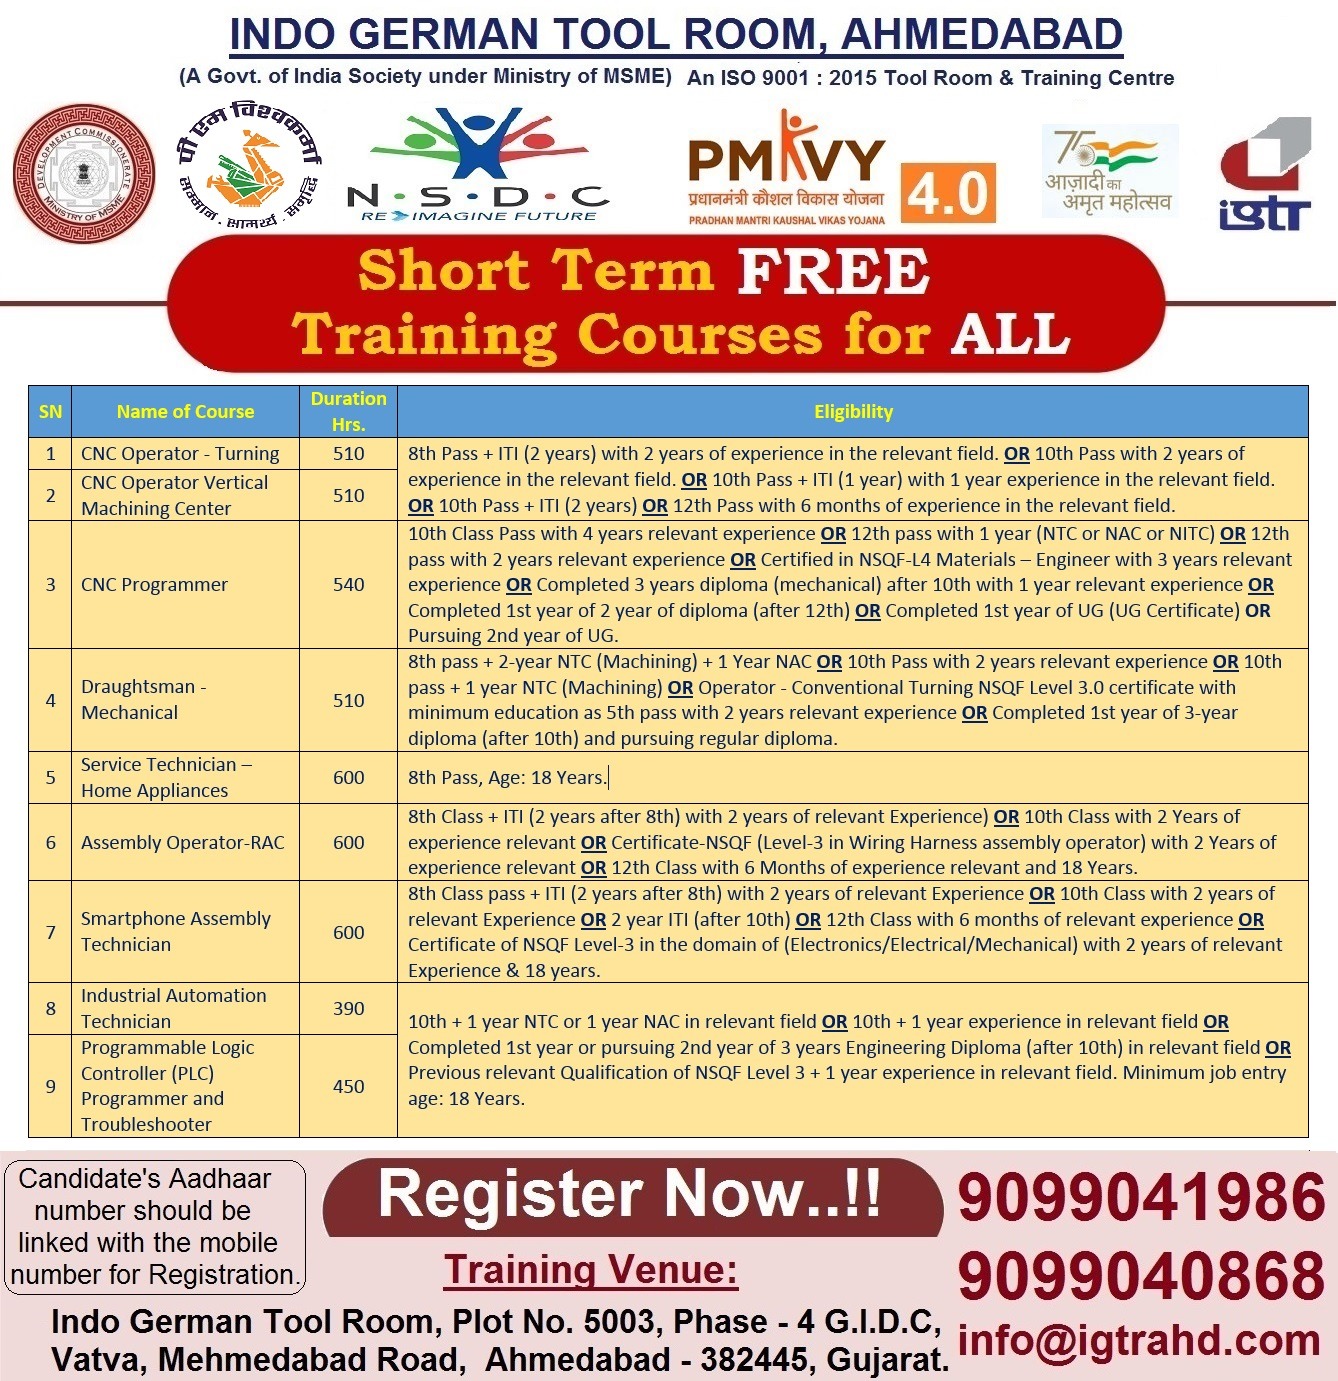 INDO GERMAN TOOL ROOM, AHMEDABAD
(A Govt. of India Society under Ministry of MSME) An ISO 9001 : 2015 Tool Room & Training Centre
DEVELOPMENT COMMISSIONERATE
MINISTRY OF MSME
पी एम विश्वकर्मा
सम्मान · सामर्थ्य · समृद्धि
N·S·D·C
RE IMAGINE FUTURE
PMKVY
प्रधानमंत्री कौशल विकास योजना
PRADHAN MANTRI KAUSHAL VIKAS YOJANA
4.0
75
आज़ादी का
अमृत महोत्सव
igtr
Short Term FREE
Training Courses for ALL
SN Name of Course Duration Hrs. Eligibility
1 CNC Operator - Turning 510
2 CNC Operator Vertical
Machining Center 510
8th Pass + ITI (2 years) with 2 years of experience in the relevant field. OR 10th Pass with 2 years of
experience in the relevant field. OR 10th Pass + ITI (1 year) with 1 year experience in the relevant field.
OR 10th Pass + ITI (2 years) OR 12th Pass with 6 months of experience in the relevant field.
3 CNC Programmer 540
10th Class Pass with 4 years relevant experience OR 12th pass with 1 year (NTC or NAC or NITC) OR 12th
pass with 2 years relevant experience OR Certified in NSQF-L4 Materials – Engineer with 3 years relevant
experience OR Completed 3 years diploma (mechanical) after 10th with 1 year relevant experience OR
Completed 1st year of 2 year of diploma (after 12th) OR Completed 1st year of UG (UG Certificate) OR
Pursuing 2nd year of UG.
4 Draughtsman -
Mechanical 510
8th pass + 2-year NTC (Machining) + 1 Year NAC OR 10th Pass with 2 years relevant experience OR 10th
pass + 1 year NTC (Machining) OR Operator - Conventional Turning NSQF Level 3.0 certificate with
minimum education as 5th pass with 2 years relevant experience OR Completed 1st year of 3-year
diploma (after 10th) and pursuing regular diploma.
5 Service Technician –
Home Appliances 600
8th Pass, Age: 18 Years.
6 Assembly Operator-RAC 600
8th Class + ITI (2 years after 8th) with 2 years of relevant Experience) OR 10th Class with 2 Years of
experience relevant OR Certificate-NSQF (Level-3 in Wiring Harness assembly operator) with 2 Years of
experience relevant OR 12th Class with 6 Months of experience relevant and 18 Years.
7 Smartphone Assembly
Technician 600
8th Class pass + ITI (2 years after 8th) with 2 years of relevant Experience OR 10th Class with 2 years of
relevant Experience OR 2 year ITI (after 10th) OR 12th Class with 6 months of relevant experience OR
Certificate of NSQF Level-3 in the domain of (Electronics/Electrical/Mechanical) with 2 years of relevant
Experience & 18 years.
8 Industrial Automation
Technician 390
9 Programmable Logic
Controller (PLC)
Programmer and
Troubleshooter 450
10th + 1 year NTC or 1 year NAC in relevant field OR 10th + 1 year experience in relevant field OR
Completed 1st year or pursuing 2nd year of 3 years Engineering Diploma (after 10th) in relevant field OR
Previous relevant Qualification of NSQF Level 3 + 1 year experience in relevant field. Minimum job entry
age: 18 Years.
Candidate's Aadhaar
number should be
linked with the mobile
number for Registration.
Register Now..!!
Training Venue:
Indo German Tool Room, Plot No. 5003, Phase - 4 G.I.D.C,
Vatva, Mehmedabad Road, Ahmedabad - 382445, Gujarat.
9099041986
9099040868
info@igtrahd.com